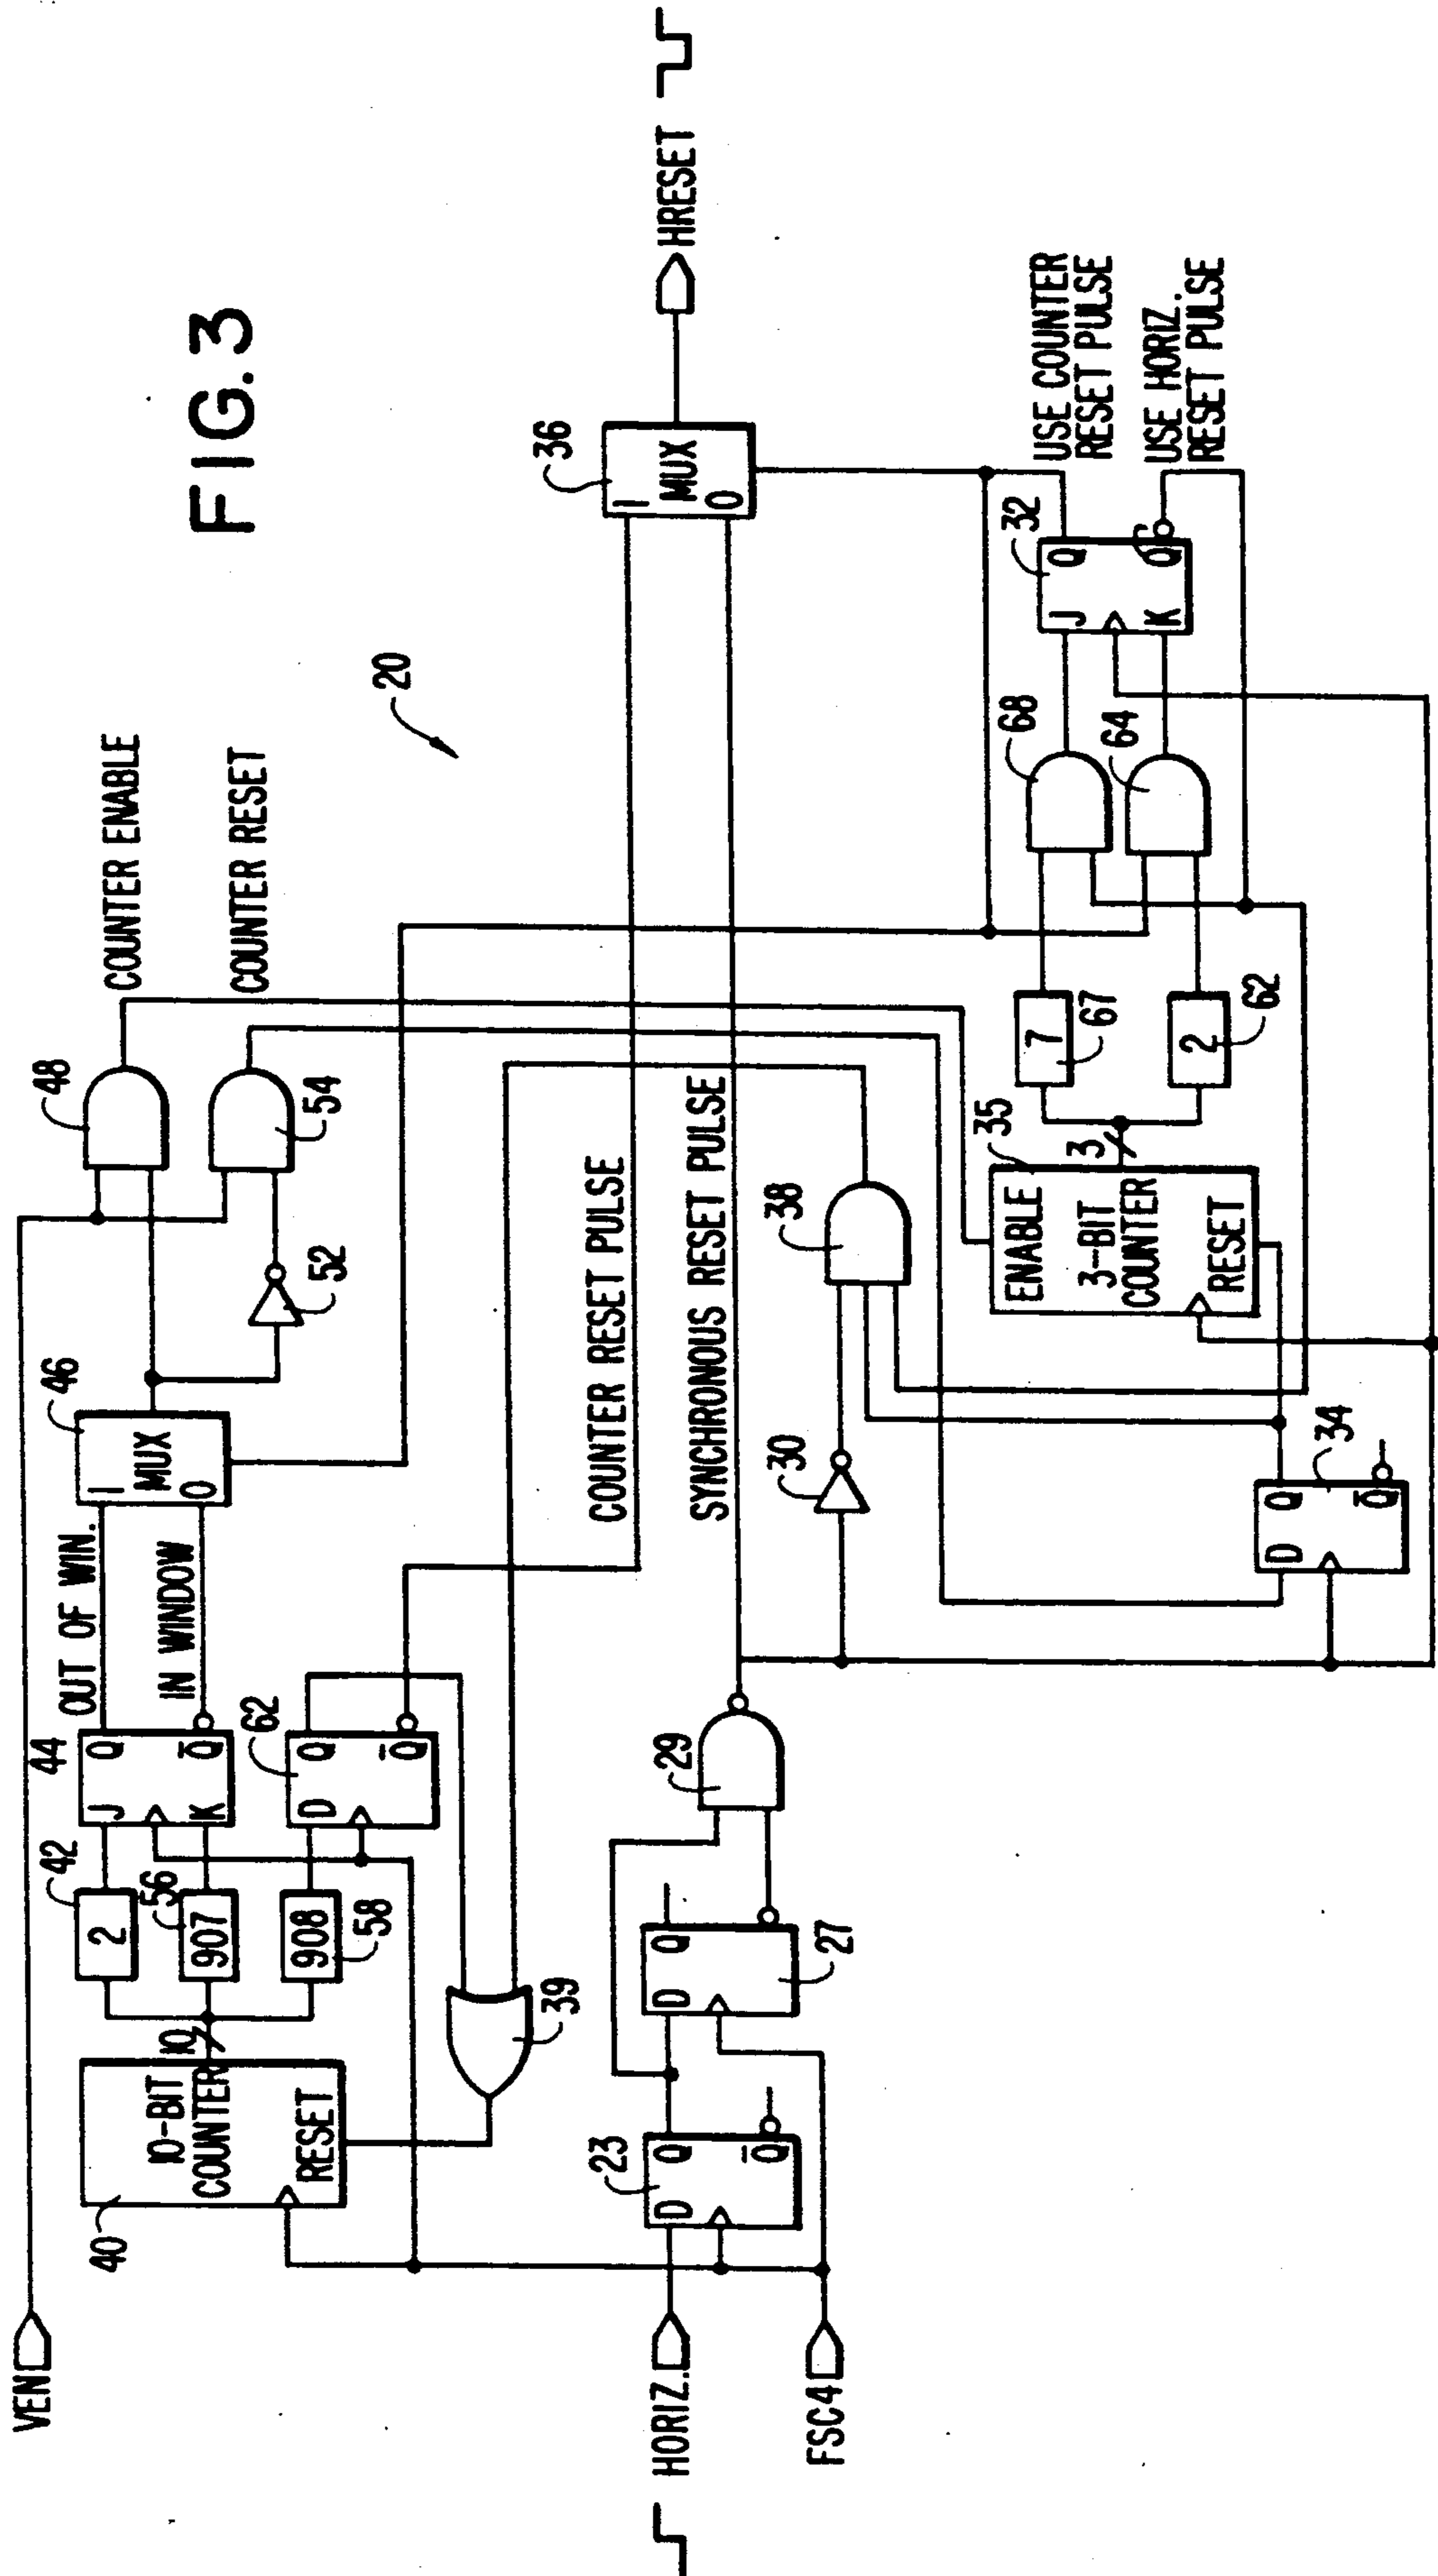 FIG. 3
20
VEN
HORIZ.
FSC4
40
10-BIT
COUNTER
RESET
10
2
42
907
56
908
58
J
Q
K
Q̅
44
D
Q
Q̅
62
OUT OF WIN.
IN WINDOW
1
MUX
0
46
52
48
54
COUNTER ENABLE
COUNTER RESET
39
D
Q
Q̅
23
D
Q
27
29
COUNTER RESET PULSE
SYNCHRONOUS RESET PULSE
30
38
D
Q
Q̅
34
ENABLE
3-BIT
COUNTER
RESET
35
3
7
67
2
62
68
64
J
Q
K
Q̅
32
USE COUNTER
RESET PULSE
USE HORIZ.
RESET PULSE
1
MUX
0
36
HRESET